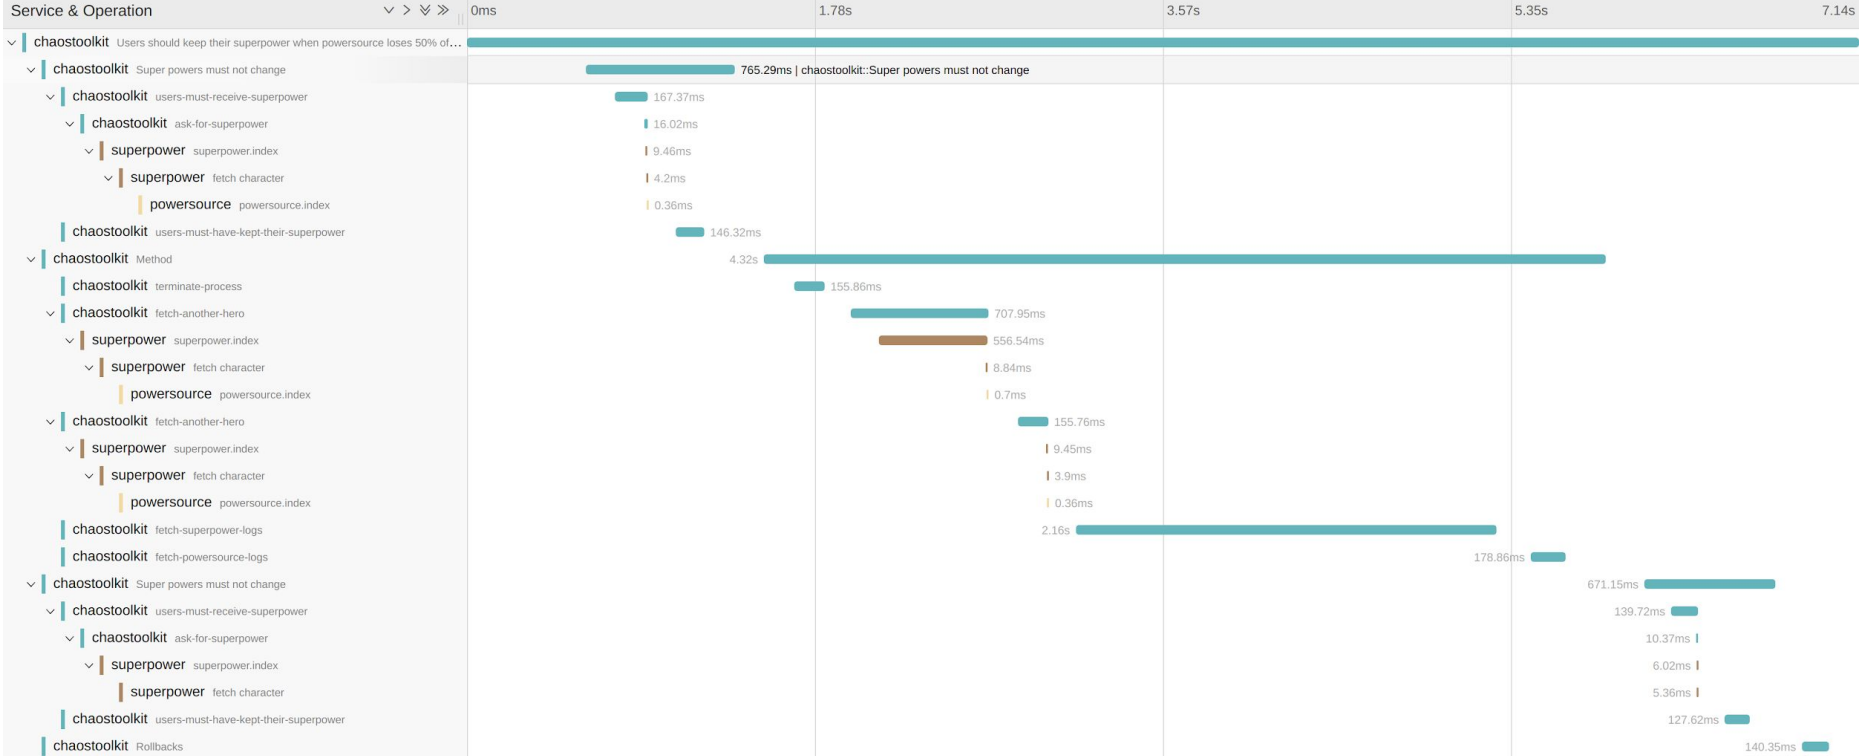 Service & Operation 0ms 1.78s 3.57s 5.35s 7.14s
chaostoolkit Users should keep their superpower when powersource loses 50% of...
chaostoolkit Super powers must not change 765.29ms | chaostoolkit::Super powers must not change
chaostoolkit users-must-receive-superpower 167.37ms
chaostoolkit ask-for-superpower 16.02ms
superpower superpower.index 9.46ms
superpower fetch character 4.2ms
powersource powersource.index 0.36ms
chaostoolkit users-must-have-kept-their-superpower 146.32ms
chaostoolkit Method 4.32s
chaostoolkit terminate-process 155.86ms
chaostoolkit fetch-another-hero 707.95ms
superpower superpower.index 556.54ms
superpower fetch character 8.84ms
powersource powersource.index 0.7ms
chaostoolkit fetch-another-hero 155.76ms
superpower superpower.index 9.45ms
superpower fetch character 3.9ms
powersource powersource.index 0.36ms
chaostoolkit fetch-superpower-logs 2.16s
chaostoolkit fetch-powersource-logs 178.86ms
chaostoolkit Super powers must not change 671.15ms
chaostoolkit users-must-receive-superpower 139.72ms
chaostoolkit ask-for-superpower 10.37ms
superpower superpower.index 6.02ms
superpower fetch character 5.36ms
chaostoolkit users-must-have-kept-their-superpower 127.62ms
chaostoolkit Rollbacks 140.35ms